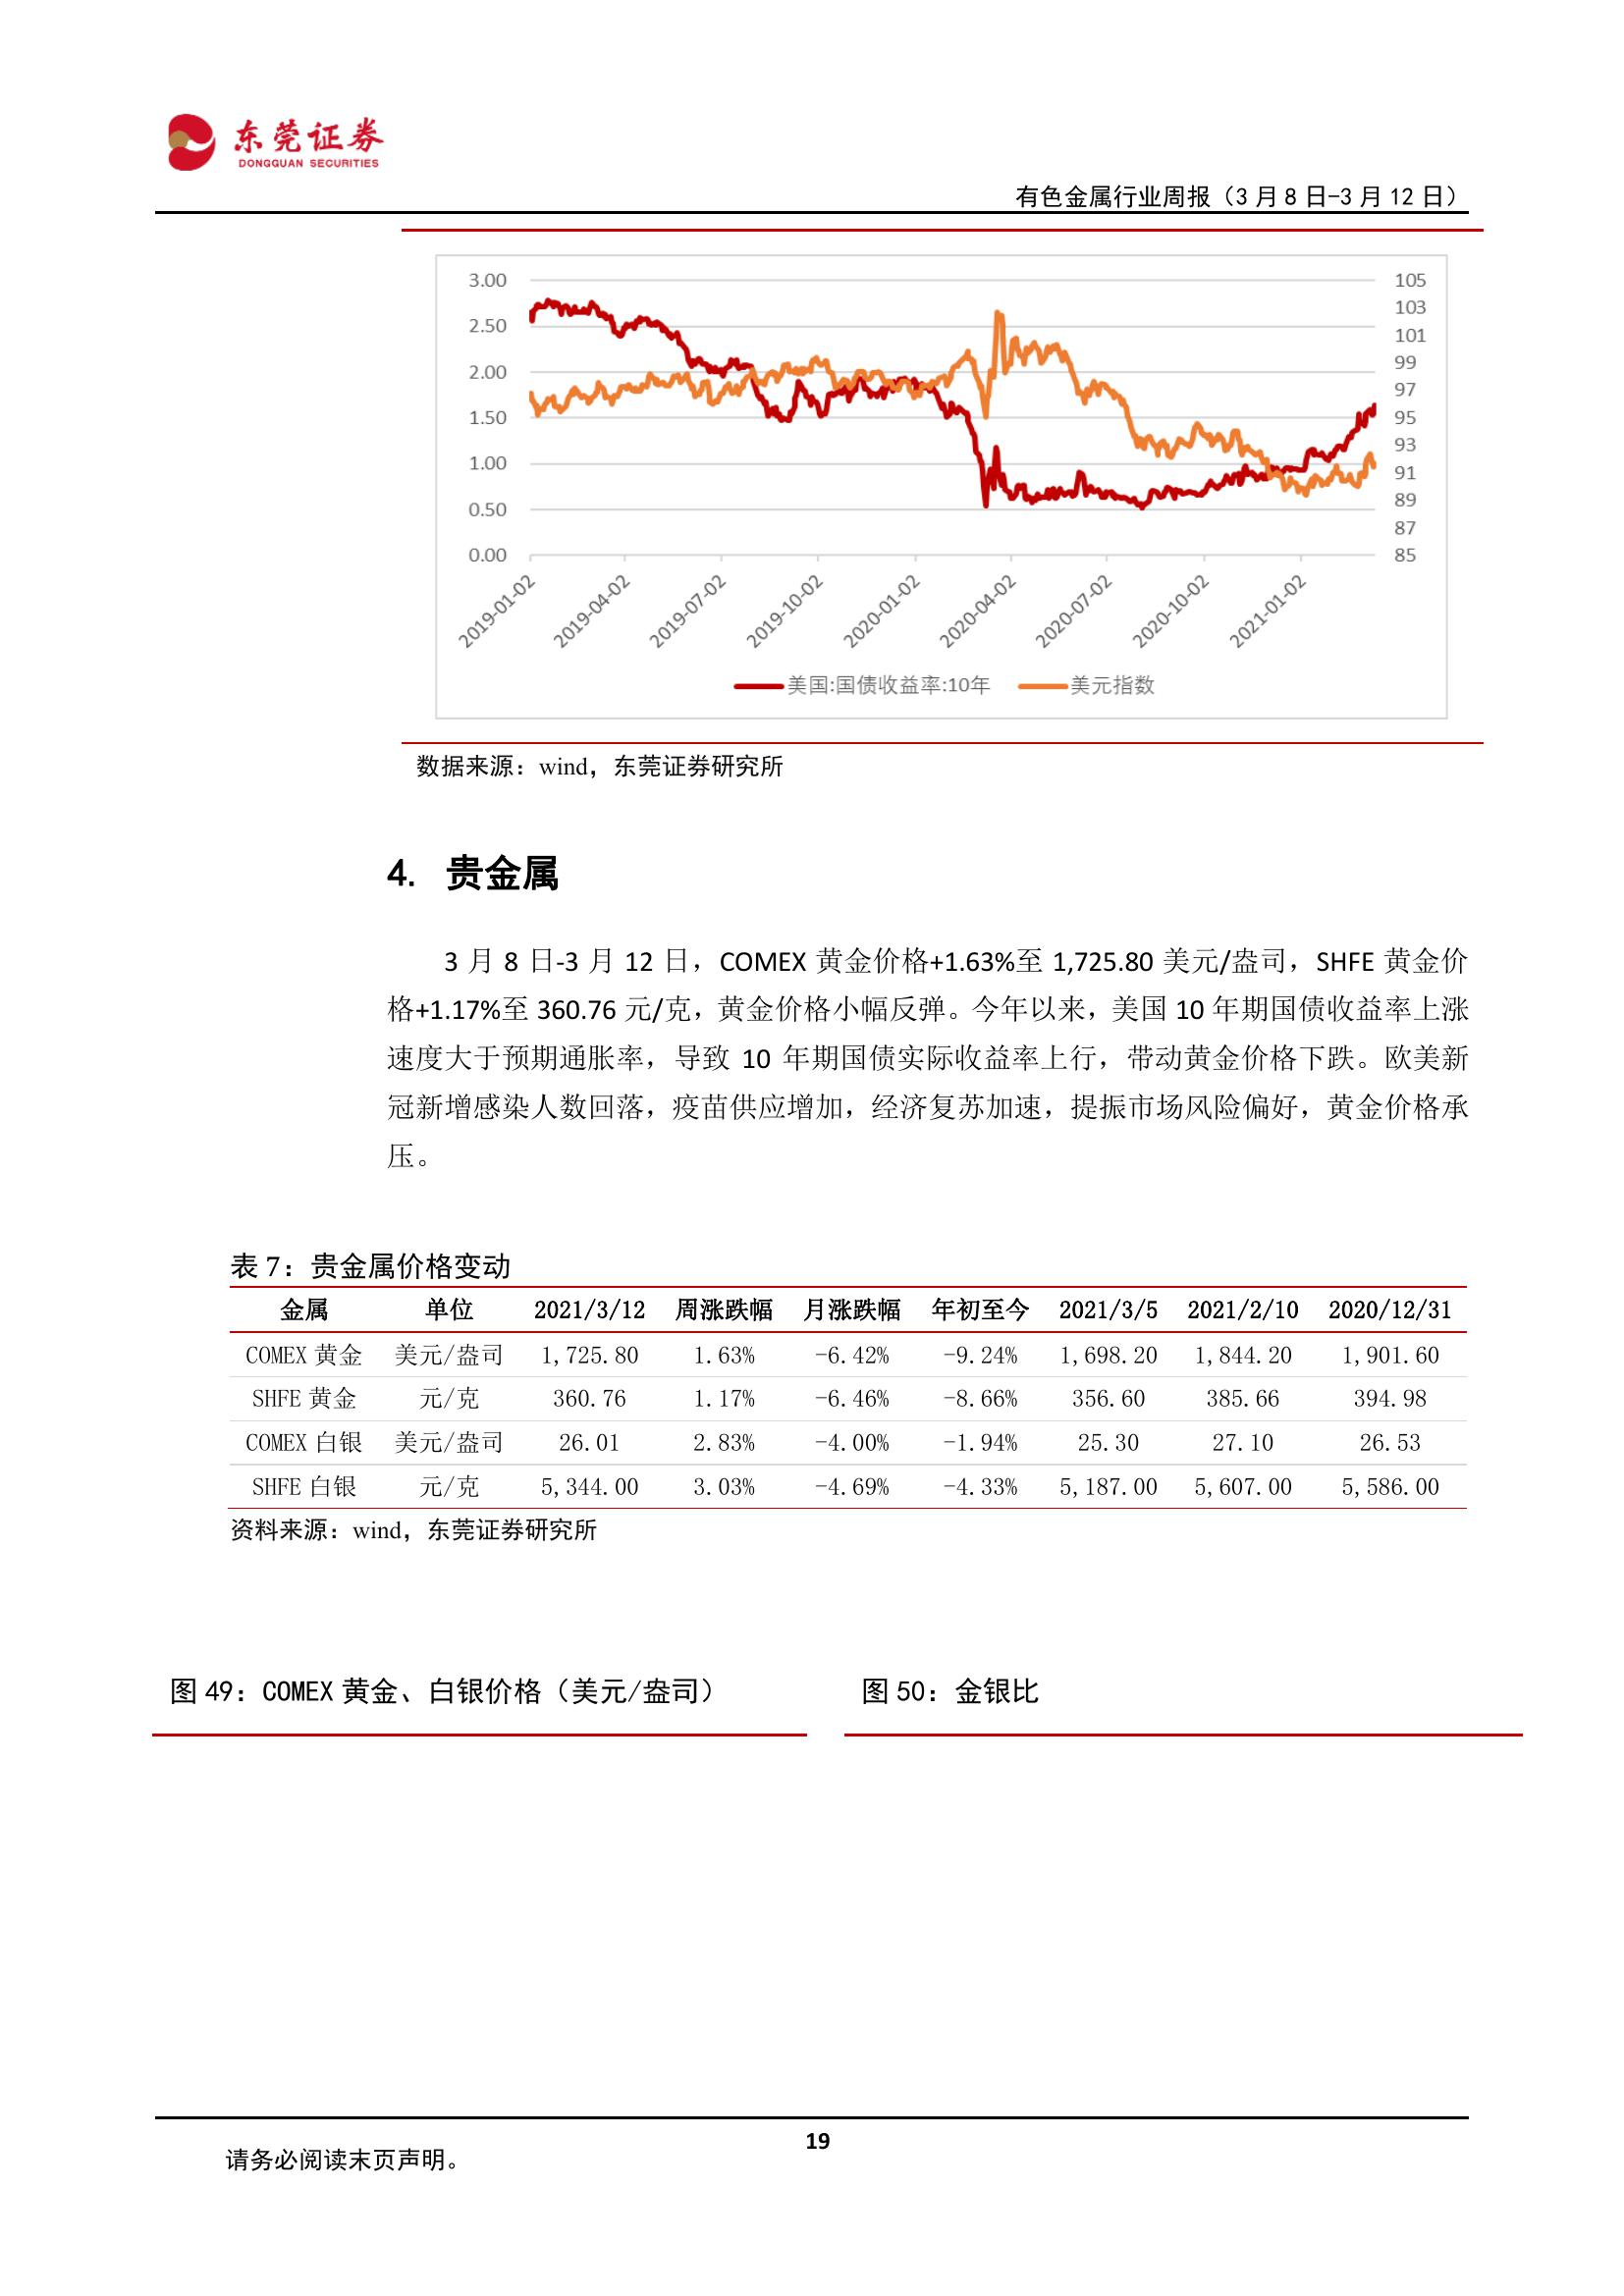 东莞证券
DONGGUAN SECURITIES
有色金属行业周报（3 月 8 日-3 月 12 日）
3.00
2.50
2.00
1.50
1.00
0.50
0.00
105
103
101
99
97
95
93
91
89
87
85
2019-01-02
2019-04-02
2019-07-02
2019-10-02
2020-01-02
2020-04-02
2020-07-02
2020-10-02
2021-01-02
美国:国债收益率:10年 美元指数
数据来源：wind，东莞证券研究所
4. 贵金属
3 月 8 日-3 月 12 日，COMEX 黄金价格+1.63%至 1,725.80 美元/盎司，SHFE 黄金价
格+1.17%至 360.76 元/克，黄金价格小幅反弹。今年以来，美国 10 年期国债收益率上涨
速度大于预期通胀率，导致 10 年期国债实际收益率上行，带动黄金价格下跌。欧美新
冠新增感染人数回落，疫苗供应增加，经济复苏加速，提振市场风险偏好，黄金价格承
压。
表 7：贵金属价格变动
金属 单位 2021/3/12 周涨跌幅 月涨跌幅 年初至今 2021/3/5 2021/2/10 2020/12/31
COMEX 黄金 美元/盎司 1,725.80 1.63% -6.42% -9.24% 1,698.20 1,844.20 1,901.60
SHFE 黄金 元/克 360.76 1.17% -6.46% -8.66% 356.60 385.66 394.98
COMEX 白银 美元/盎司 26.01 2.83% -4.00% -1.94% 25.30 27.10 26.53
SHFE 白银 元/克 5,344.00 3.03% -4.69% -4.33% 5,187.00 5,607.00 5,586.00
资料来源：wind，东莞证券研究所
图 49：COMEX 黄金、白银价格（美元/盎司）
图 50：金银比
19
请务必阅读末页声明。